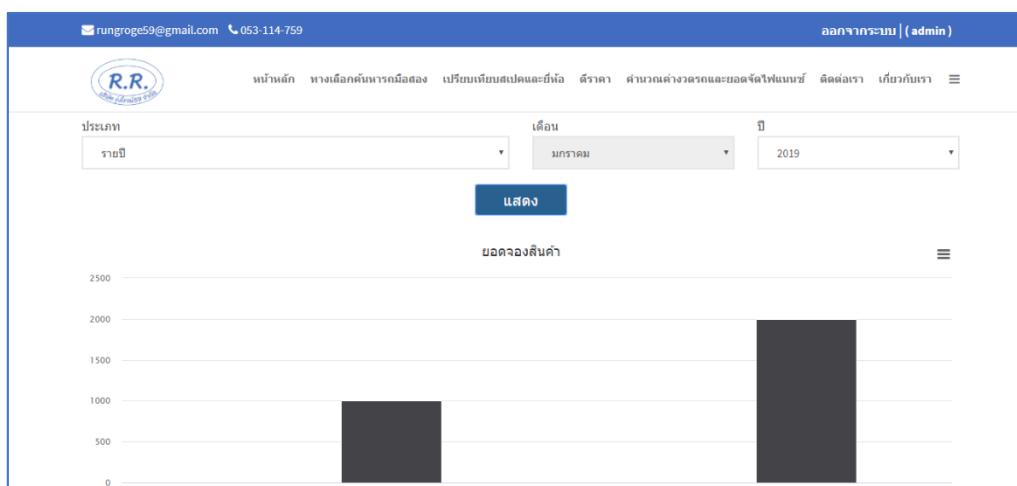 rungroge59@gmail.com 053-114-759 ออกจากระบบ | ( admin )
R.R.
หน้าหลัก ทางเลือกค้นหารถมือสอง เปรียบเทียบสเปคและยี่ห้อ ตีราคา คำนวณค่างวดรถและยอดจัดไฟแนนซ์ ติดต่อเรา เกี่ยวกับเรา
ประเภท เดือน ปี
รายปี มกราคม 2019
แสดง
ยอดจองสินค้า
2500
2000
1500
1000
500
0